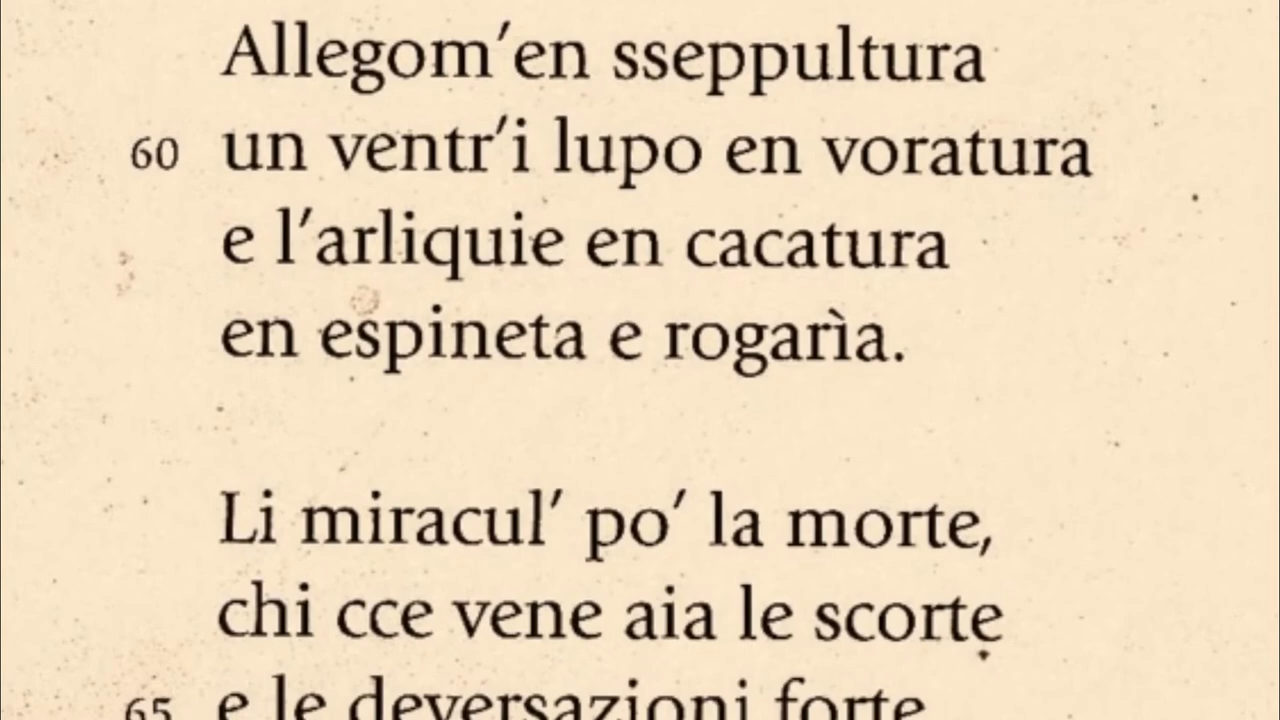 Allegom'en sseppultura
60 un ventr'i lupo en voratura
e l'arliquie en cacatura
en espineta e rogarìa.
Li miracul' po' la morte,
chi cce vene aia le scorte
65 e le deversazioni forte